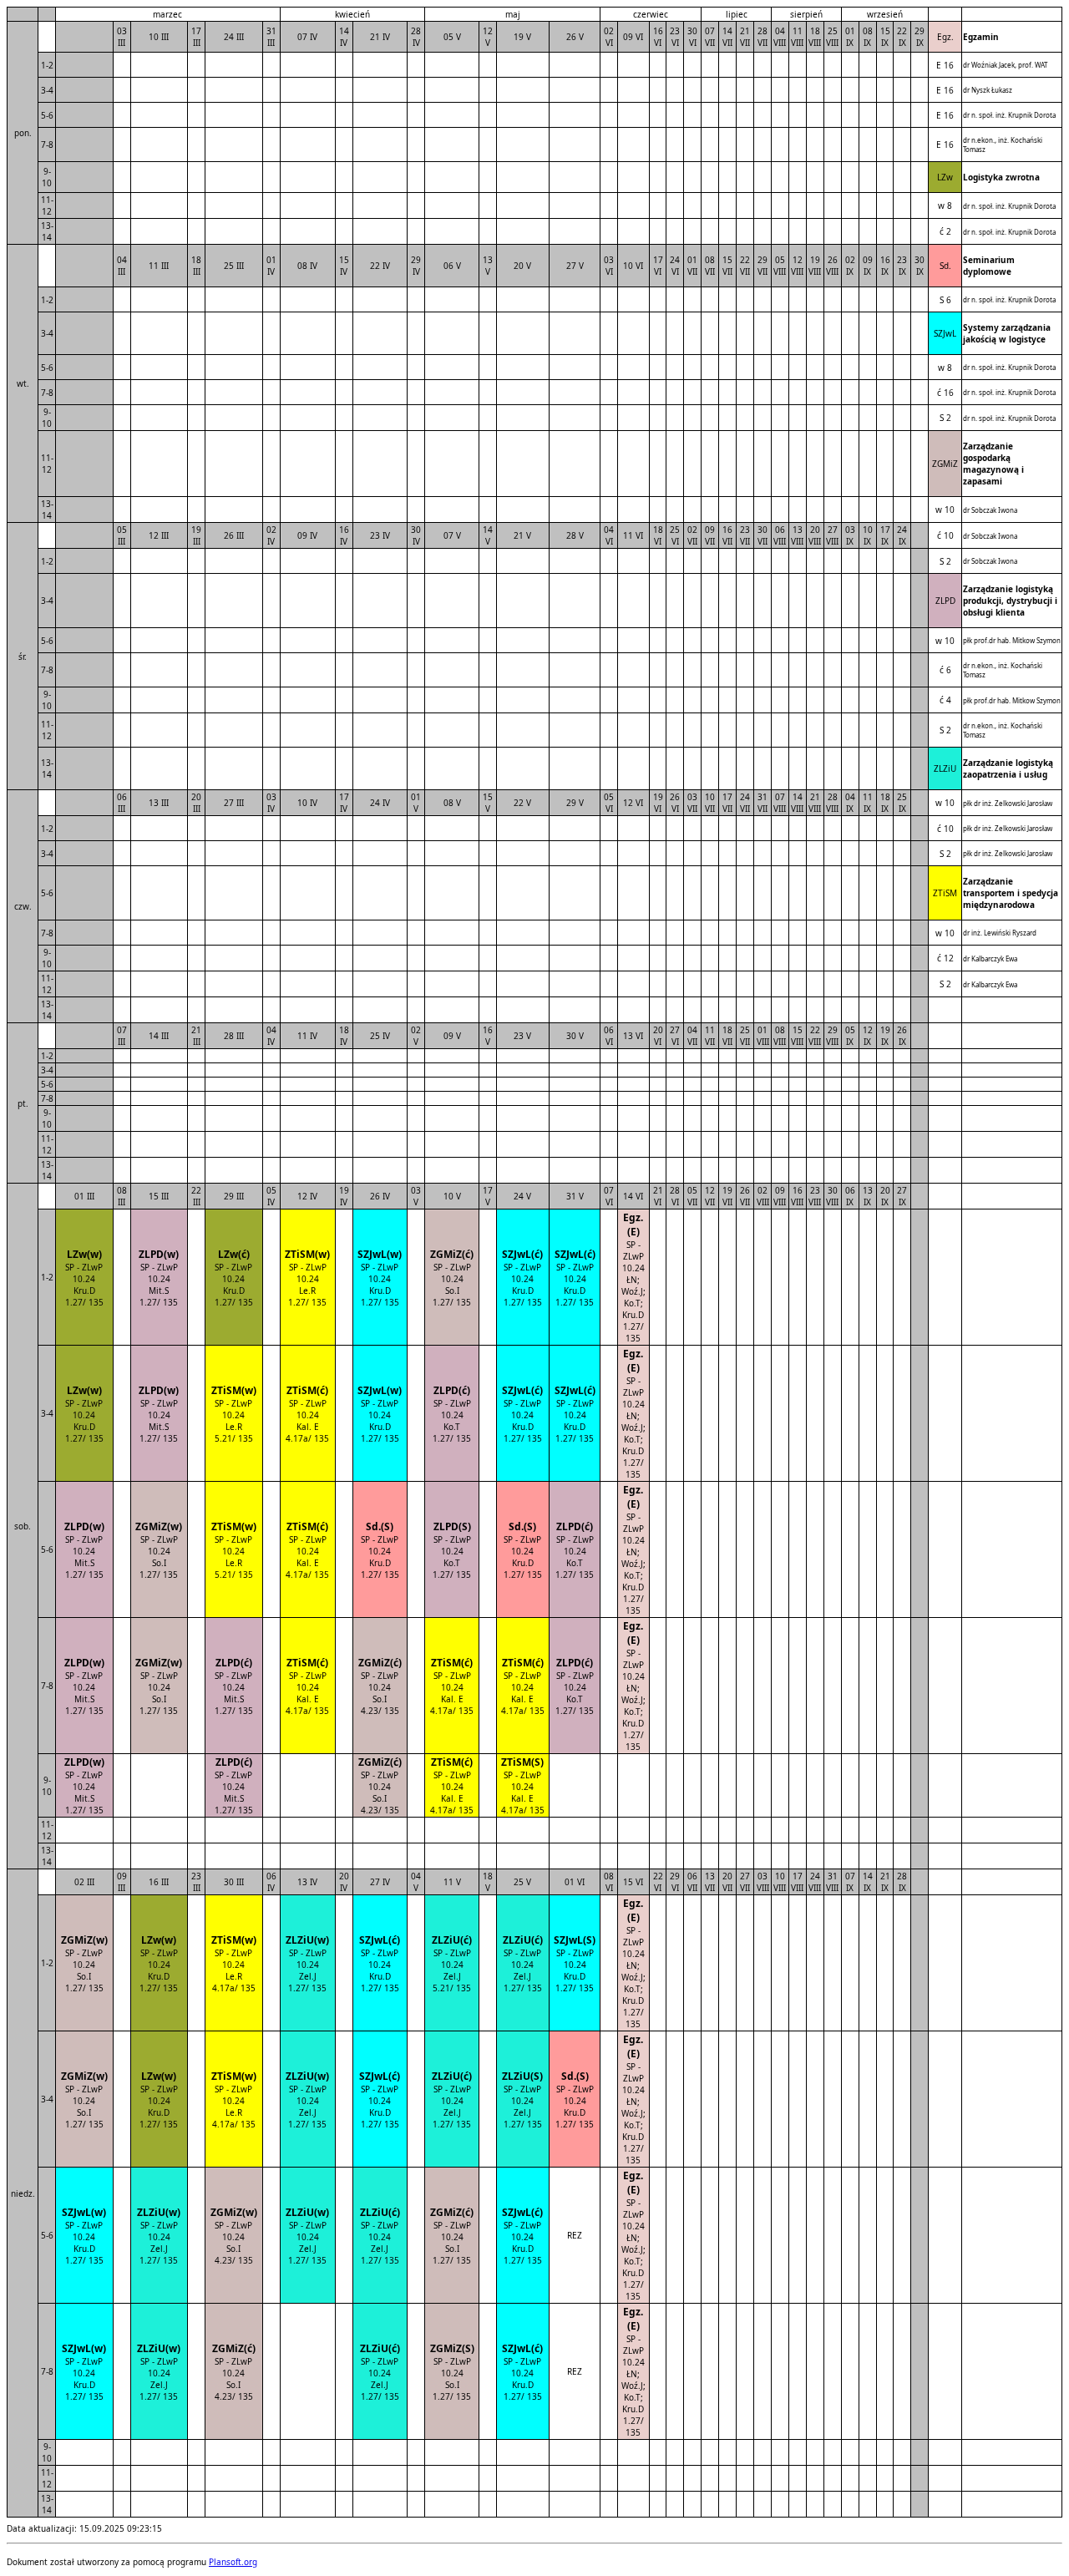 marzec kwiecień maj czerwiec lipiec sierpień wrzesień
pon. 03 III 10 III 17 III 24 III 31 III 07 IV 14 IV 21 IV 28 IV 05 V 12 V 19 V 26 V 02 VI 09 VI 16 VI 23 VI 30 VI 07 VII 14 VII 21 VII 28 VII 04 VIII 11 VIII 18 VIII 25 VIII 01 IX 08 IX 15 IX 22 IX 29 IX Egz. Egzamin
1-2 E 16 dr Woźniak Jacek, prof. WAT
3-4 E 16 dr Nyszk Łukasz
5-6 E 16 dr n. społ. inż. Krupnik Dorota
7-8 E 16 dr n.ekon., inż. Kochański Tomasz
9-10 LZw Logistyka zwrotna
11-12 w 8 dr n. społ. inż. Krupnik Dorota
13-14 ć 2 dr n. społ. inż. Krupnik Dorota
wt. 04 III 11 III 18 III 25 III 01 IV 08 IV 15 IV 22 IV 29 IV 06 V 13 V 20 V 27 V 03 VI 10 VI 17 VI 24 VI 01 VII 08 VII 15 VII 22 VII 29 VII 05 VIII 12 VIII 19 VIII 26 VIII 02 IX 09 IX 16 IX 23 IX 30 IX Sd. Seminarium dyplomowe
1-2 S 6 dr n. społ. inż. Krupnik Dorota
3-4 SZJwL Systemy zarządzania jakością w logistyce
5-6 w 8 dr n. społ. inż. Krupnik Dorota
7-8 ć 16 dr n. społ. inż. Krupnik Dorota
9-10 S 2 dr n. społ. inż. Krupnik Dorota
11-12 ZGMiZ Zarządzanie gospodarką magazynową i zapasami
13-14 w 10 dr Sobczak Iwona
śr. 05 III 12 III 19 III 26 III 02 IV 09 IV 16 IV 23 IV 30 IV 07 V 14 V 21 V 28 V 04 VI 11 VI 18 VI 25 VI 02 VII 09 VII 16 VII 23 VII 30 VII 06 VIII 13 VIII 20 VIII 27 VIII 03 IX 10 IX 17 IX 24 IX ć 10 dr Sobczak Iwona
1-2 S 2 dr Sobczak Iwona
3-4 ZLPD Zarządzanie logistyką produkcji, dystrybucji i obsługi klienta
5-6 w 10 płk prof.dr hab. Mitkow Szymon
7-8 ć 6 dr n.ekon., inż. Kochański Tomasz
9-10 ć 4 płk prof.dr hab. Mitkow Szymon
11-12 S 2 dr n.ekon., inż. Kochański Tomasz
13-14 ZLZiU Zarządzanie logistyką zaopatrzenia i usług
czw. 06 III 13 III 20 III 27 III 03 IV 10 IV 17 IV 24 IV 01 V 08 V 15 V 22 V 29 V 05 VI 12 VI 19 VI 26 VI 03 VII 10 VII 17 VII 24 VII 31 VII 07 VIII 14 VIII 21 VIII 28 VIII 04 IX 11 IX 18 IX 25 IX w 10 płk dr inż. Zelkowski Jarosław
1-2 ć 10 płk dr inż. Zelkowski Jarosław
3-4 S 2 płk dr inż. Zelkowski Jarosław
5-6 ZTiSM Zarządzanie transportem i spedycja międzynarodowa
7-8 w 10 dr inż. Lewiński Ryszard
9-10 ć 12 dr Kalbarczyk Ewa
11-12 S 2 dr Kalbarczyk Ewa
13-14
pt. 07 III 14 III 21 III 28 III 04 IV 11 IV 18 IV 25 IV 02 V 09 V 16 V 23 V 30 V 06 VI 13 VI 20 VI 27 VI 04 VII 11 VII 18 VII 25 VII 01 VIII 08 VIII 15 VIII 22 VIII 29 VIII 05 IX 12 IX 19 IX 26 IX
1-2
3-4
5-6
7-8
9-10
11-12
13-14
sob. 01 III 08 III 15 III 22 III 29 III 05 IV 12 IV 19 IV 26 IV 03 V 10 V 17 V 24 V 31 V 07 VI 14 VI 21 VI 28 VI 05 VII 12 VII 19 VII 26 VII 02 VIII 09 VIII 16 VIII 23 VIII 30 VIII 06 IX 13 IX 20 IX 27 IX
1-2 LZw(w) SP - ZLwP 10.24 Kru.D 1.27/ 135 ZLPD(w) SP - ZLwP 10.24 Mit.S 1.27/ 135 LZw(ć) SP - ZLwP 10.24 Kru.D 1.27/ 135 ZTiSM(w) SP - ZLwP 10.24 Le.R 1.27/ 135 SZJwL(w) SP - ZLwP 10.24 Kru.D 1.27/ 135 ZGMiZ(ć) SP - ZLwP 10.24 So.I 1.27/ 135 SZJwL(ć) SP - ZLwP 10.24 Kru.D 1.27/ 135 SZJwL(ć) SP - ZLwP 10.24 Kru.D 1.27/ 135 Egz.(E) SP - ZLwP 10.24 ŁN; Woź.J; Ko.T; Kru.D 1.27/ 135
3-4 LZw(w) SP - ZLwP 10.24 Kru.D 1.27/ 135 ZLPD(w) SP - ZLwP 10.24 Mit.S 1.27/ 135 ZTiSM(w) SP - ZLwP 10.24 Le.R 5.21/ 135 ZTiSM(ć) SP - ZLwP 10.24 Kal. E 4.17a/ 135 SZJwL(w) SP - ZLwP 10.24 Kru.D 1.27/ 135 ZLPD(ć) SP - ZLwP 10.24 Ko.T 1.27/ 135 SZJwL(ć) SP - ZLwP 10.24 Kru.D 1.27/ 135 SZJwL(ć) SP - ZLwP 10.24 Kru.D 1.27/ 135 Egz.(E) SP - ZLwP 10.24 ŁN; Woź.J; Ko.T; Kru.D 1.27/ 135
5-6 ZLPD(w) SP - ZLwP 10.24 Mit.S 1.27/ 135 ZGMiZ(w) SP - ZLwP 10.24 So.I 1.27/ 135 ZTiSM(w) SP - ZLwP 10.24 Le.R 5.21/ 135 ZTiSM(ć) SP - ZLwP 10.24 Kal. E 4.17a/ 135 Sd.(S) SP - ZLwP 10.24 Kru.D 1.27/ 135 ZLPD(S) SP - ZLwP 10.24 Ko.T 1.27/ 135 Sd.(S) SP - ZLwP 10.24 Kru.D 1.27/ 135 ZLPD(ć) SP - ZLwP 10.24 Ko.T 1.27/ 135 Egz.(E) SP - ZLwP 10.24 ŁN; Woź.J; Ko.T; Kru.D 1.27/ 135
7-8 ZLPD(w) SP - ZLwP 10.24 Mit.S 1.27/ 135 ZGMiZ(w) SP - ZLwP 10.24 So.I 1.27/ 135 ZLPD(ć) SP - ZLwP 10.24 Mit.S 1.27/ 135 ZTiSM(ć) SP - ZLwP 10.24 Kal. E 4.17a/ 135 ZGMiZ(ć) SP - ZLwP 10.24 So.I 4.23/ 135 ZTiSM(ć) SP - ZLwP 10.24 Kal. E 4.17a/ 135 ZTiSM(ć) SP - ZLwP 10.24 Kal. E 4.17a/ 135 ZLPD(ć) SP - ZLwP 10.24 Ko.T 1.27/ 135 Egz.(E) SP - ZLwP 10.24 ŁN; Woź.J; Ko.T; Kru.D 1.27/ 135
9-10 ZLPD(w) SP - ZLwP 10.24 Mit.S 1.27/ 135 ZLPD(ć) SP - ZLwP 10.24 Mit.S 1.27/ 135 ZGMiZ(ć) SP - ZLwP 10.24 So.I 4.23/ 135 ZTiSM(ć) SP - ZLwP 10.24 Kal. E 4.17a/ 135 ZTiSM(S) SP - ZLwP 10.24 Kal. E 4.17a/ 135
11-12
13-14
niedz. 02 III 09 III 16 III 23 III 30 III 06 IV 13 IV 20 IV 27 IV 04 V 11 V 18 V 25 V 01 VI 08 VI 15 VI 22 VI 29 VI 06 VII 13 VII 20 VII 27 VII 03 VIII 10 VIII 17 VIII 24 VIII 31 VIII 07 IX 14 IX 21 IX 28 IX
1-2 ZGMiZ(w) SP - ZLwP 10.24 So.I 1.27/ 135 LZw(w) SP - ZLwP 10.24 Kru.D 1.27/ 135 ZTiSM(w) SP - ZLwP 10.24 Le.R 4.17a/ 135 ZLZiU(w) SP - ZLwP 10.24 Zel.J 1.27/ 135 SZJwL(ć) SP - ZLwP 10.24 Kru.D 1.27/ 135 ZLZiU(ć) SP - ZLwP 10.24 Zel.J 5.21/ 135 ZLZiU(ć) SP - ZLwP 10.24 Zel.J 1.27/ 135 SZJwL(S) SP - ZLwP 10.24 Kru.D 1.27/ 135 Egz.(E) SP - ZLwP 10.24 ŁN; Woź.J; Ko.T; Kru.D 1.27/ 135
3-4 ZGMiZ(w) SP - ZLwP 10.24 So.I 1.27/ 135 LZw(w) SP - ZLwP 10.24 Kru.D 1.27/ 135 ZTiSM(w) SP - ZLwP 10.24 Le.R 4.17a/ 135 ZLZiU(w) SP - ZLwP 10.24 Zel.J 1.27/ 135 SZJwL(ć) SP - ZLwP 10.24 Kru.D 1.27/ 135 ZLZiU(ć) SP - ZLwP 10.24 Zel.J 1.27/ 135 ZLZiU(S) SP - ZLwP 10.24 Zel.J 1.27/ 135 Sd.(S) SP - ZLwP 10.24 Kru.D 1.27/ 135 Egz.(E) SP - ZLwP 10.24 ŁN; Woź.J; Ko.T; Kru.D 1.27/ 135
5-6 SZJwL(w) SP - ZLwP 10.24 Kru.D 1.27/ 135 ZLZiU(w) SP - ZLwP 10.24 Zel.J 1.27/ 135 ZGMiZ(w) SP - ZLwP 10.24 So.I 4.23/ 135 ZLZiU(w) SP - ZLwP 10.24 Zel.J 1.27/ 135 ZLZiU(ć) SP - ZLwP 10.24 Zel.J 1.27/ 135 ZGMiZ(ć) SP - ZLwP 10.24 So.I 1.27/ 135 SZJwL(ć) SP - ZLwP 10.24 Kru.D 1.27/ 135 REZ Egz.(E) SP - ZLwP 10.24 ŁN; Woź.J; Ko.T; Kru.D 1.27/ 135
7-8 SZJwL(w) SP - ZLwP 10.24 Kru.D 1.27/ 135 ZLZiU(w) SP - ZLwP 10.24 Zel.J 1.27/ 135 ZGMiZ(ć) SP - ZLwP 10.24 So.I 4.23/ 135 ZLZiU(ć) SP - ZLwP 10.24 Zel.J 1.27/ 135 ZGMiZ(S) SP - ZLwP 10.24 So.I 1.27/ 135 SZJwL(ć) SP - ZLwP 10.24 Kru.D 1.27/ 135 REZ Egz.(E) SP - ZLwP 10.24 ŁN; Woź.J; Ko.T; Kru.D 1.27/ 135
9-10
11-12
13-14
Data aktualizacji: 15.09.2025 09:23:15
Dokument został utworzony za pomocą programu Plansoft.org